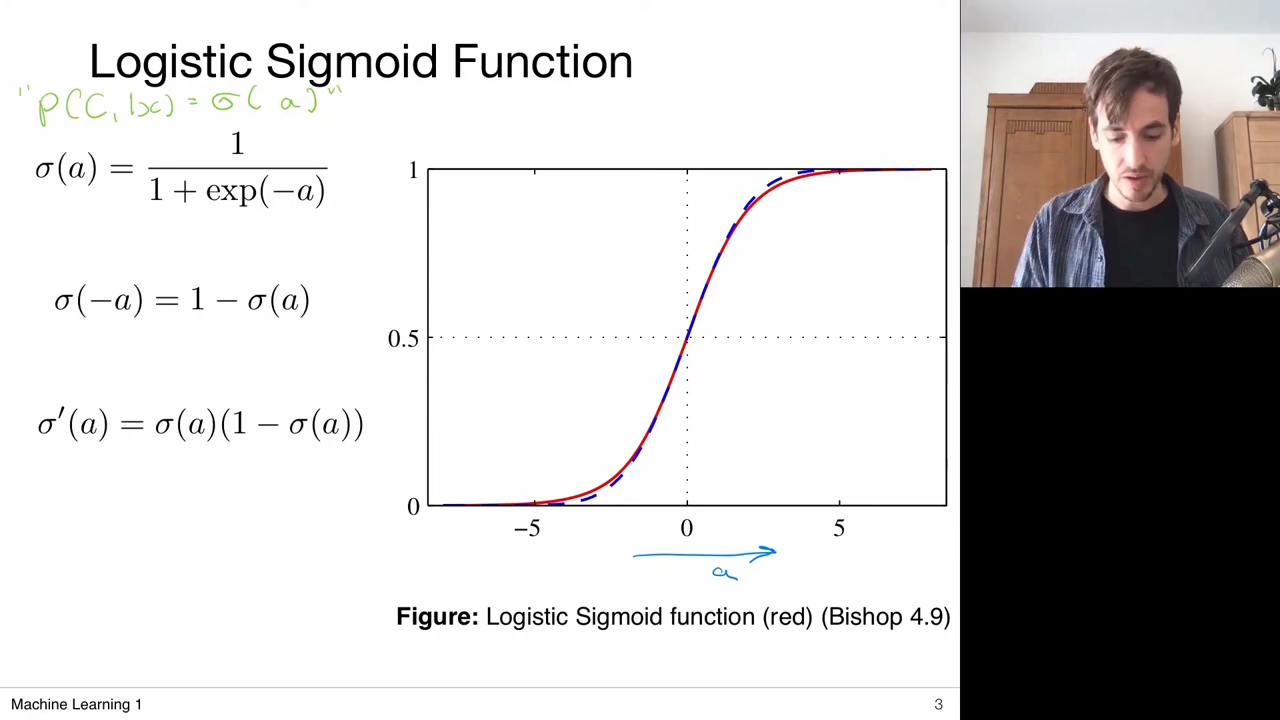 Logistic Sigmoid Function
"p(C₁|x) = σ( a)"
σ(a) = 1 / (1 + exp(−a))
σ(−a) = 1 − σ(a)
σ′(a) = σ(a)(1 − σ(a))
1
0.5
0
−5 0 5
a
Figure: Logistic Sigmoid function (red) (Bishop 4.9)
Machine Learning 1 3